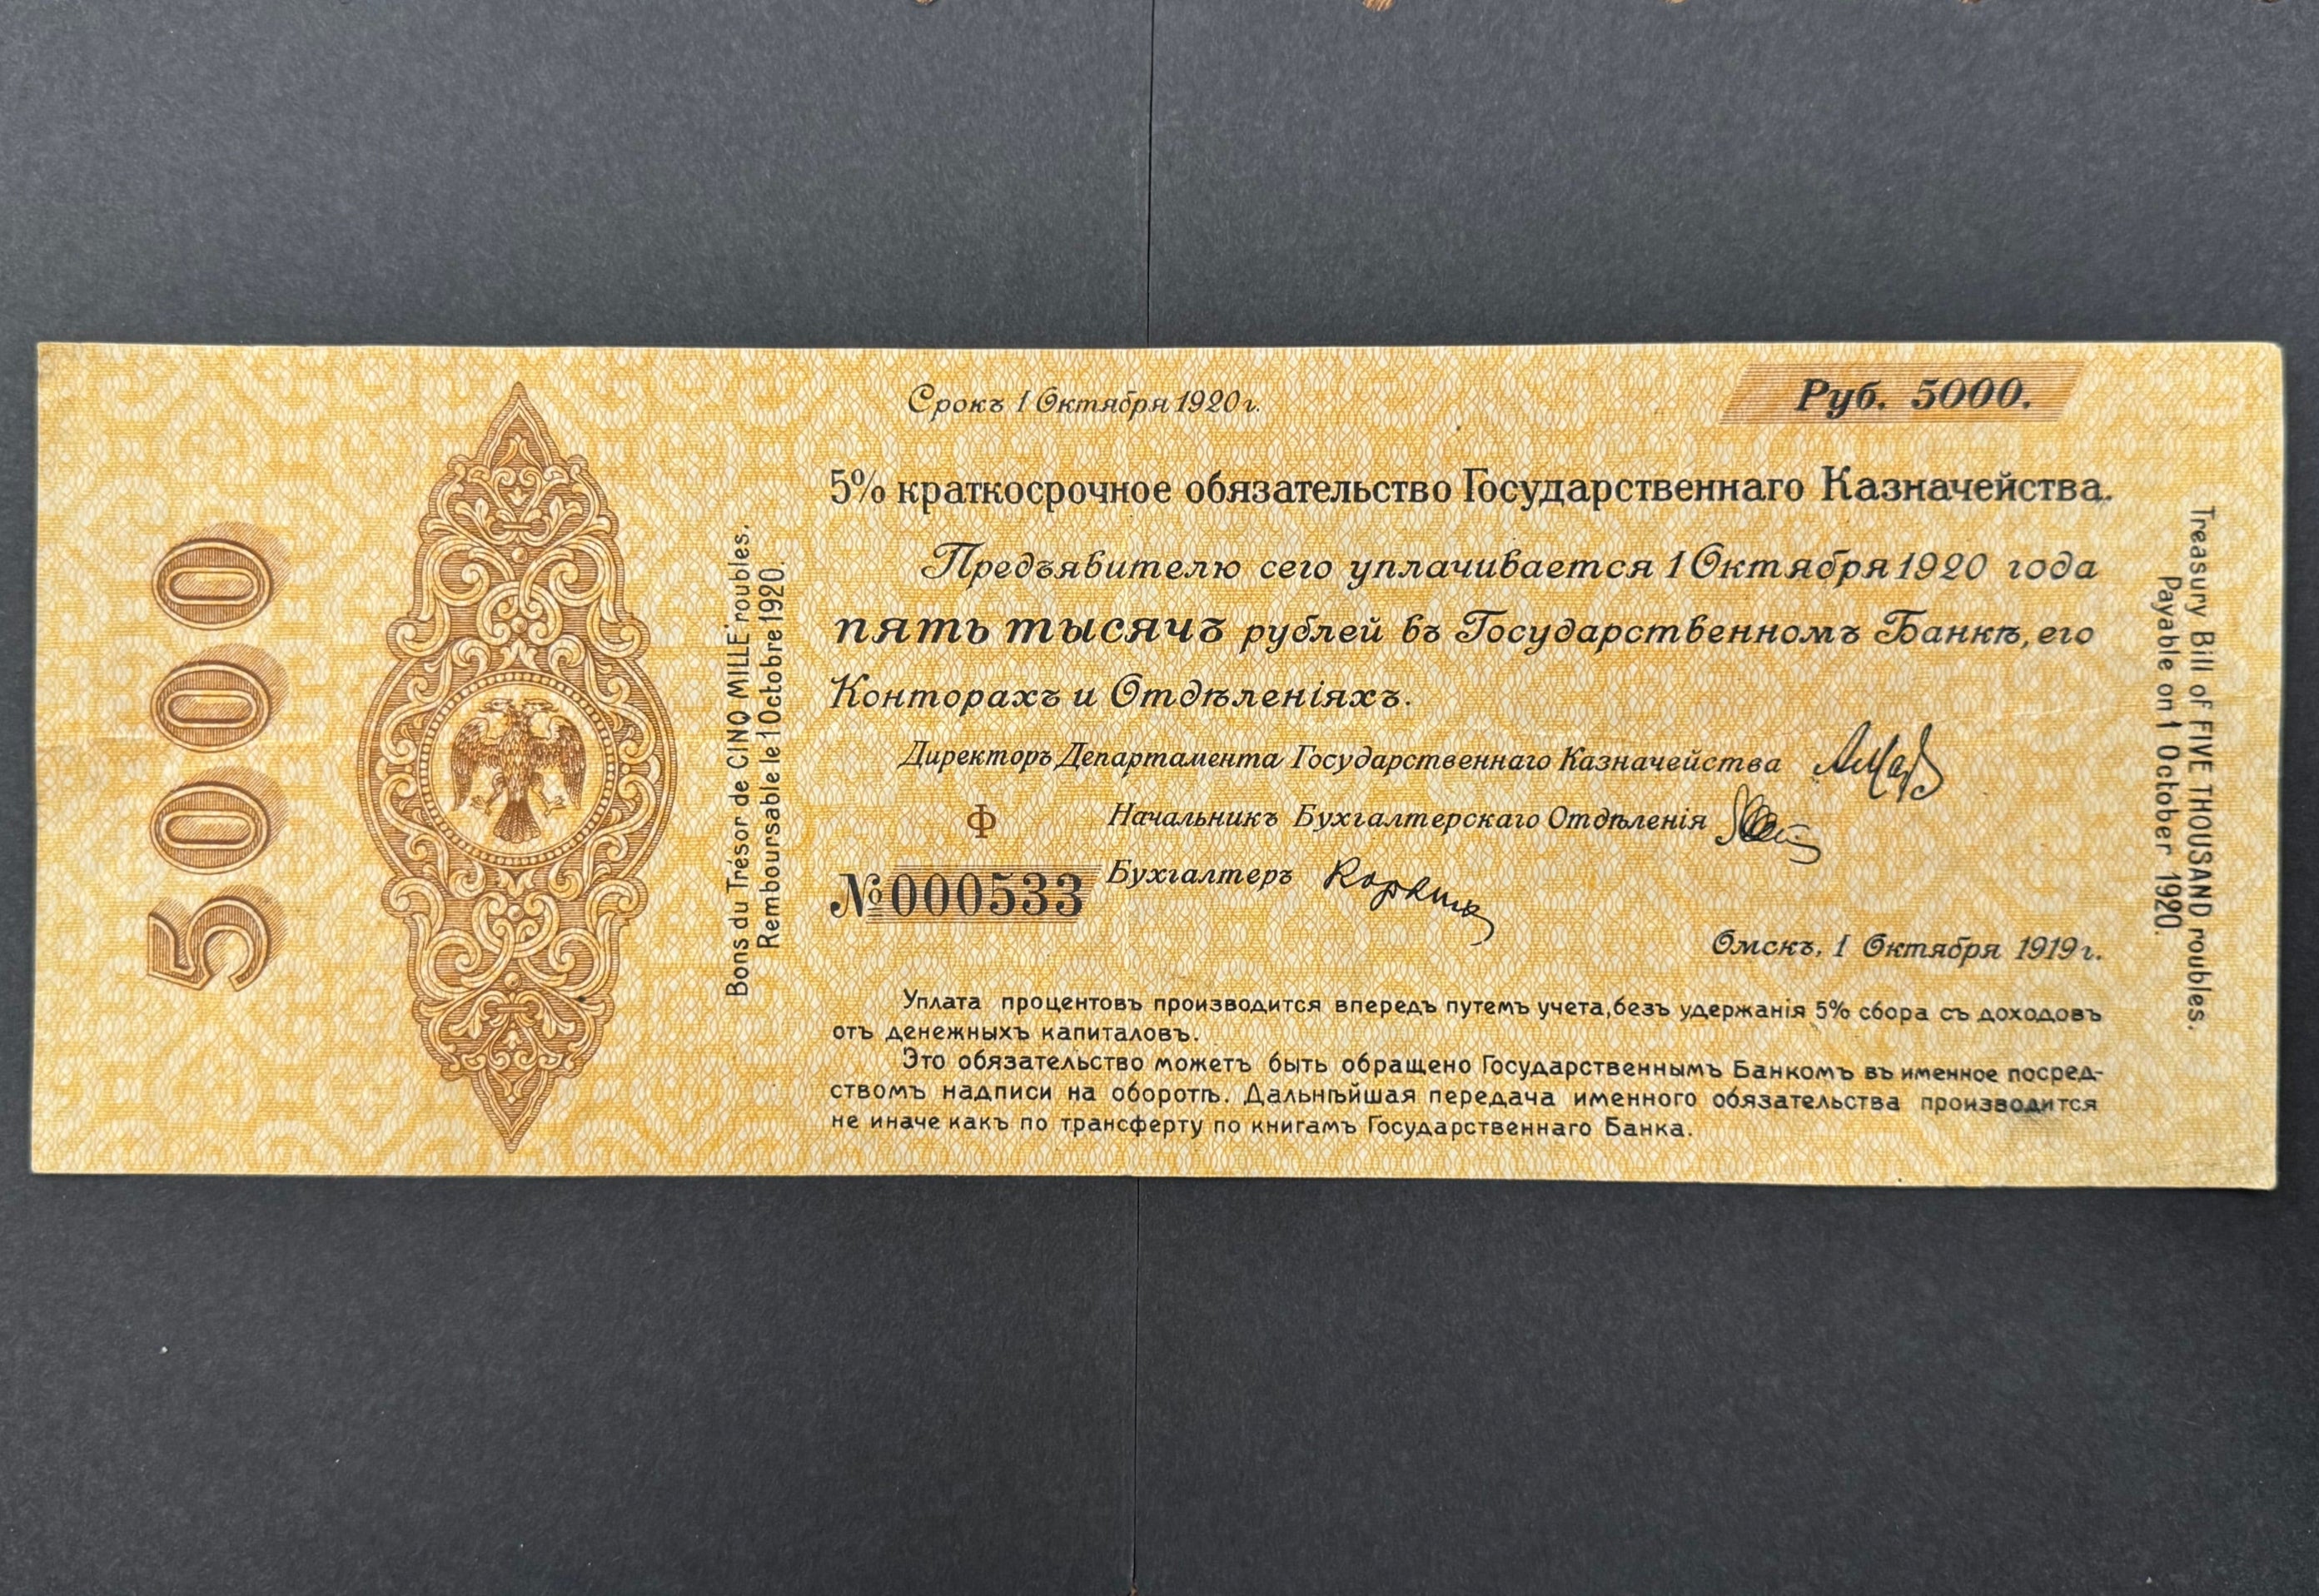 5000
Bons du Trésor de CINQ MILLE roubles.
Remboursable le 1 Octobre 1920.
Срокъ 1 Октября 1920 г.
Руб. 5000.
5% краткосрочное обязательство Государственнаго Казначейства.
Предъявителю сего уплачивается 1 Октября 1920 года
пять тысячъ рублей въ Государственномъ Банкѣ, его
Конторахъ и Отдѣленіяхъ.
Директоръ Департамента Государственнаго Казначейства
Ф
Начальникъ Бухгалтерскаго Отдѣленія
№ 000533
Бухгалтеръ
Омскъ, 1 Октября 1919 г.
Уплата процентовъ производится впередъ путемъ учета, безъ удержанія 5% сбора съ доходовъ
отъ денежныхъ капиталовъ.
Это обязательство можетъ быть обращено Государственнымъ Банкомъ въ именное посред-
ствомъ надписи на оборотѣ. Дальнѣйшая передача именного обязательства производится
не иначе какъ по трансферту по книгамъ Государственнаго Банка.
Treasury Bill of FIVE THOUSAND roubles.
Payable on 1 October 1920.